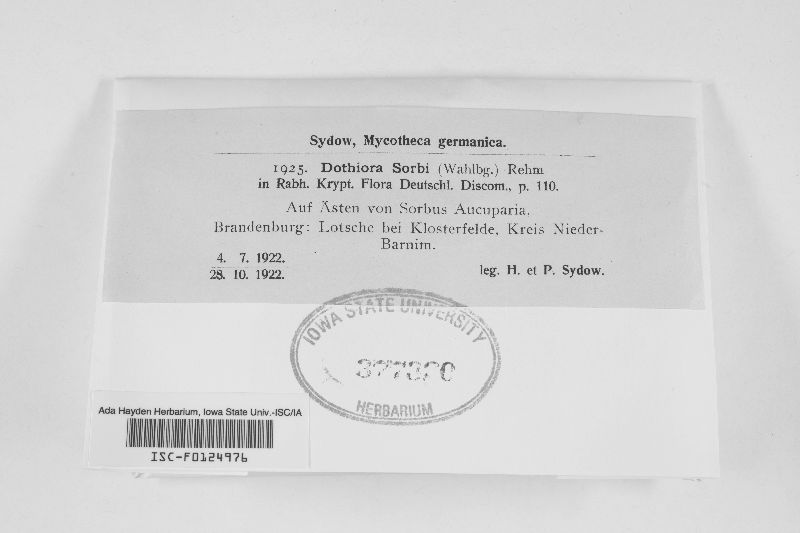 Sydow, Mycotheca germanica.
1925. Dothiora Sorbi (Wahlbg.) Rehm
in Rabh. Krypt. Flora Deutschl. Discom., p. 110.
Auf Ästen von Sorbus Aucuparia.
Brandenburg: Lotsche bei Klosterfelde, Kreis Nieder-
Barnim.
4. 7. 1922.
28. 10. 1922.
leg. H. et P. Sydow.
IOWA STATE UNIVERSITY
HERBARIUM
Ada Hayden Herbarium, Iowa State Univ.-ISC/IA
ISC-F0124976